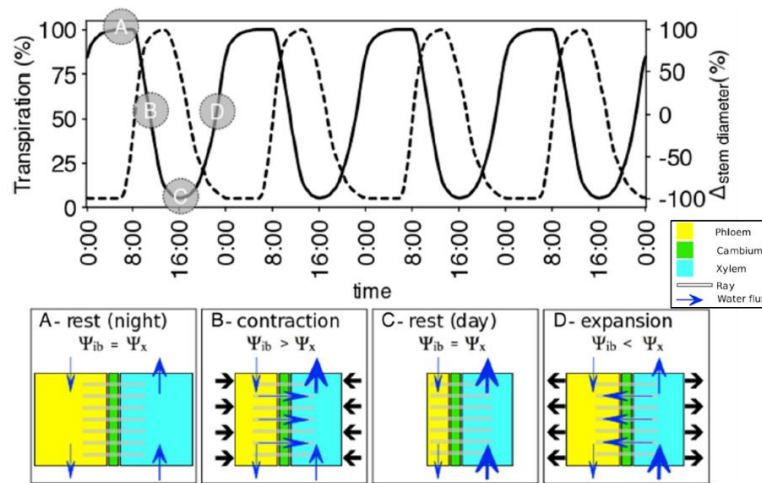 Transpiration (%)
100
75
50
25
0
A
B
C
D
100
50
0
-50
-100
Δstem diameter(%)
0:00
8:00
16:00
0:00
8:00
16:00
0:00
8:00
16:00
0:00
8:00
16:00
0:00
time
Phloem
Cambium
Xylem
Ray
Water flux
A- rest (night)
Ψib = Ψx
B- contraction
Ψib > Ψx
C- rest (day)
Ψib = Ψx
D- expansion
Ψib < Ψx